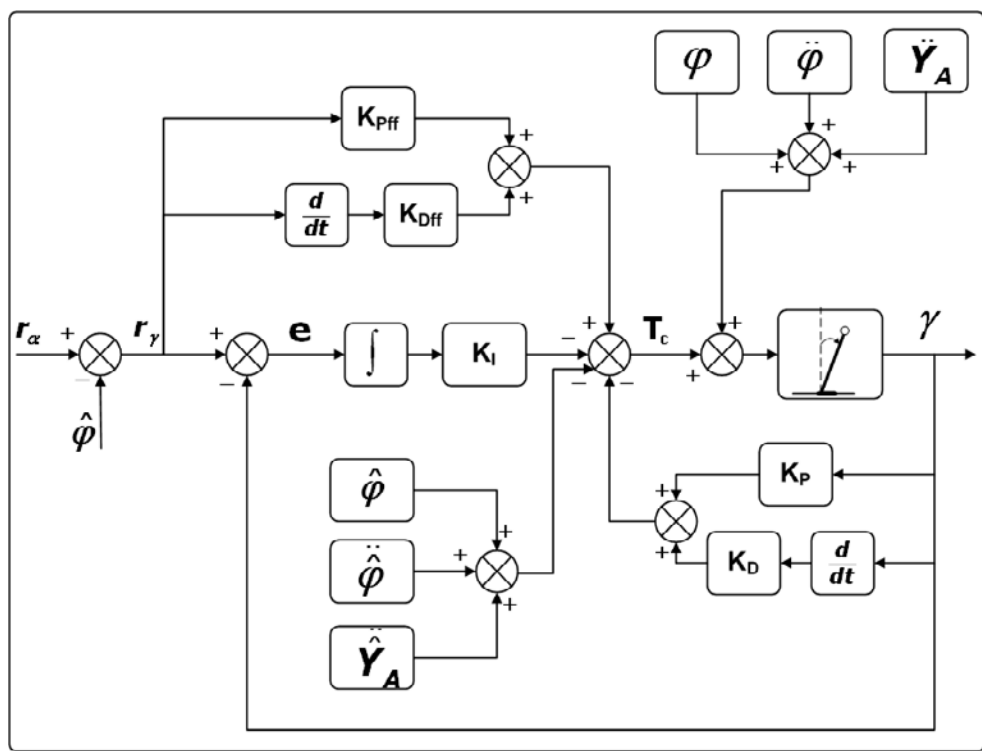 φ
φ̈
Ÿ_A
K_Pff
+
+
+
+
+
d/dt
K_Dff
r_α
+
−
φ̂
r_γ
+
−
e
∫
K_I
+
−
−
−
T_c
+
+
γ
φ̂
φ̂̈
Ŷ̈_A
+
+
+
K_P
+
+
K_D
d/dt